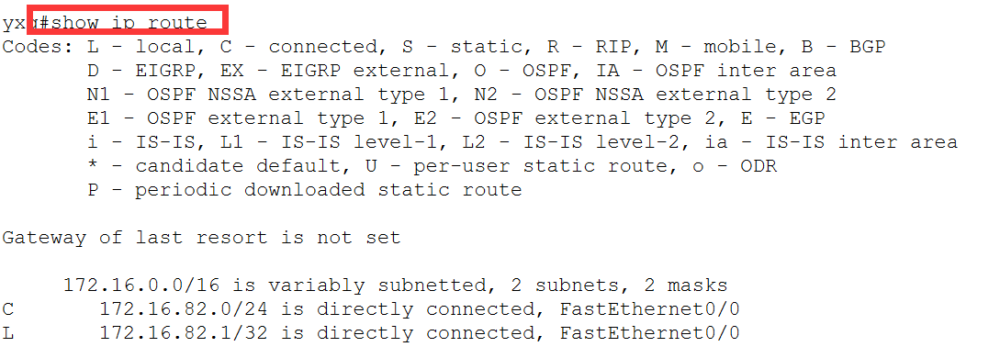 yxg#show ip route
Codes: L - local, C - connected, S - static, R - RIP, M - mobile, B - BGP
D - EIGRP, EX - EIGRP external, O - OSPF, IA - OSPF inter area
N1 - OSPF NSSA external type 1, N2 - OSPF NSSA external type 2
E1 - OSPF external type 1, E2 - OSPF external type 2, E - EGP
i - IS-IS, L1 - IS-IS level-1, L2 - IS-IS level-2, ia - IS-IS inter area
* - candidate default, U - per-user static route, o - ODR
P - periodic downloaded static route
Gateway of last resort is not set
172.16.0.0/16 is variably subnetted, 2 subnets, 2 masks
C 172.16.82.0/24 is directly connected, FastEthernet0/0
L 172.16.82.1/32 is directly connected, FastEthernet0/0